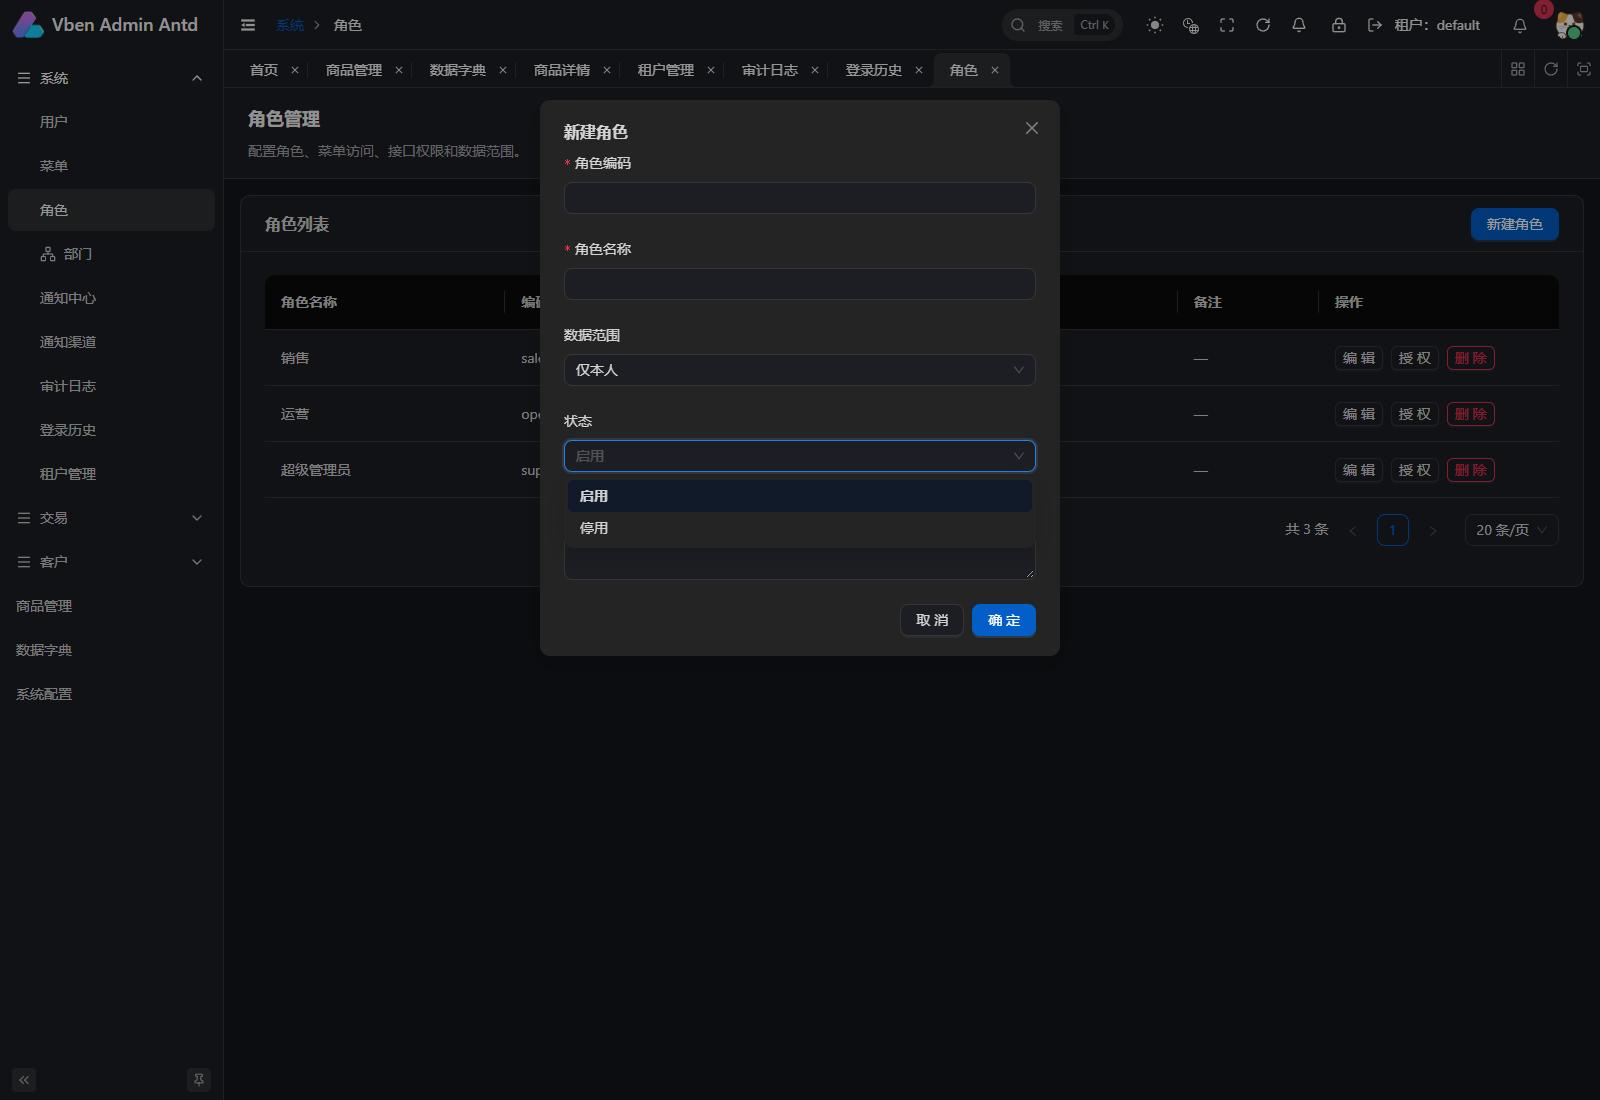 Vben Admin Antd
系统
角色
搜索
Ctrl K
租户：default
0
首页
商品管理
数据字典
商品详情
租户管理
审计日志
登录历史
角色
系统
用户
菜单
角色
部门
通知中心
通知渠道
审计日志
登录历史
租户管理
交易
客户
商品管理
数据字典
系统配置
角色管理
配置角色、菜单访问、接口权限和数据范围。
角色列表
新建角色
角色名称
备注
操作
销售
—
编辑 授权 删除
运营
—
编辑 授权 删除
超级管理员
—
编辑 授权 删除
共 3 条
1
20 条/页
新建角色
* 角色编码
* 角色名称
数据范围
仅本人
状态
启用
启用
停用
取消
确定